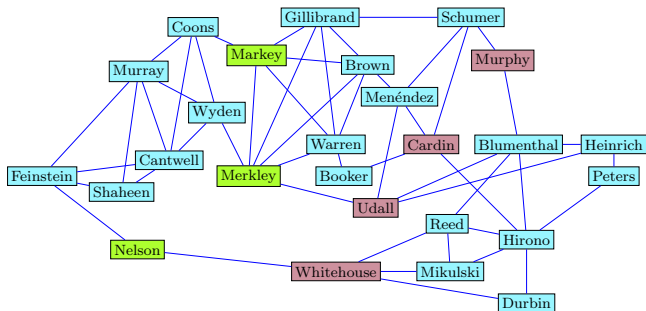 Gillibrand
Schumer
Coons
Markey
Murphy
Murray
Brown
Menéndez
Wyden
Warren
Cardin
Blumenthal
Heinrich
Cantwell
Feinstein
Merkley
Booker
Peters
Shaheen
Udall
Reed
Hirono
Nelson
Whitehouse
Mikulski
Durbin